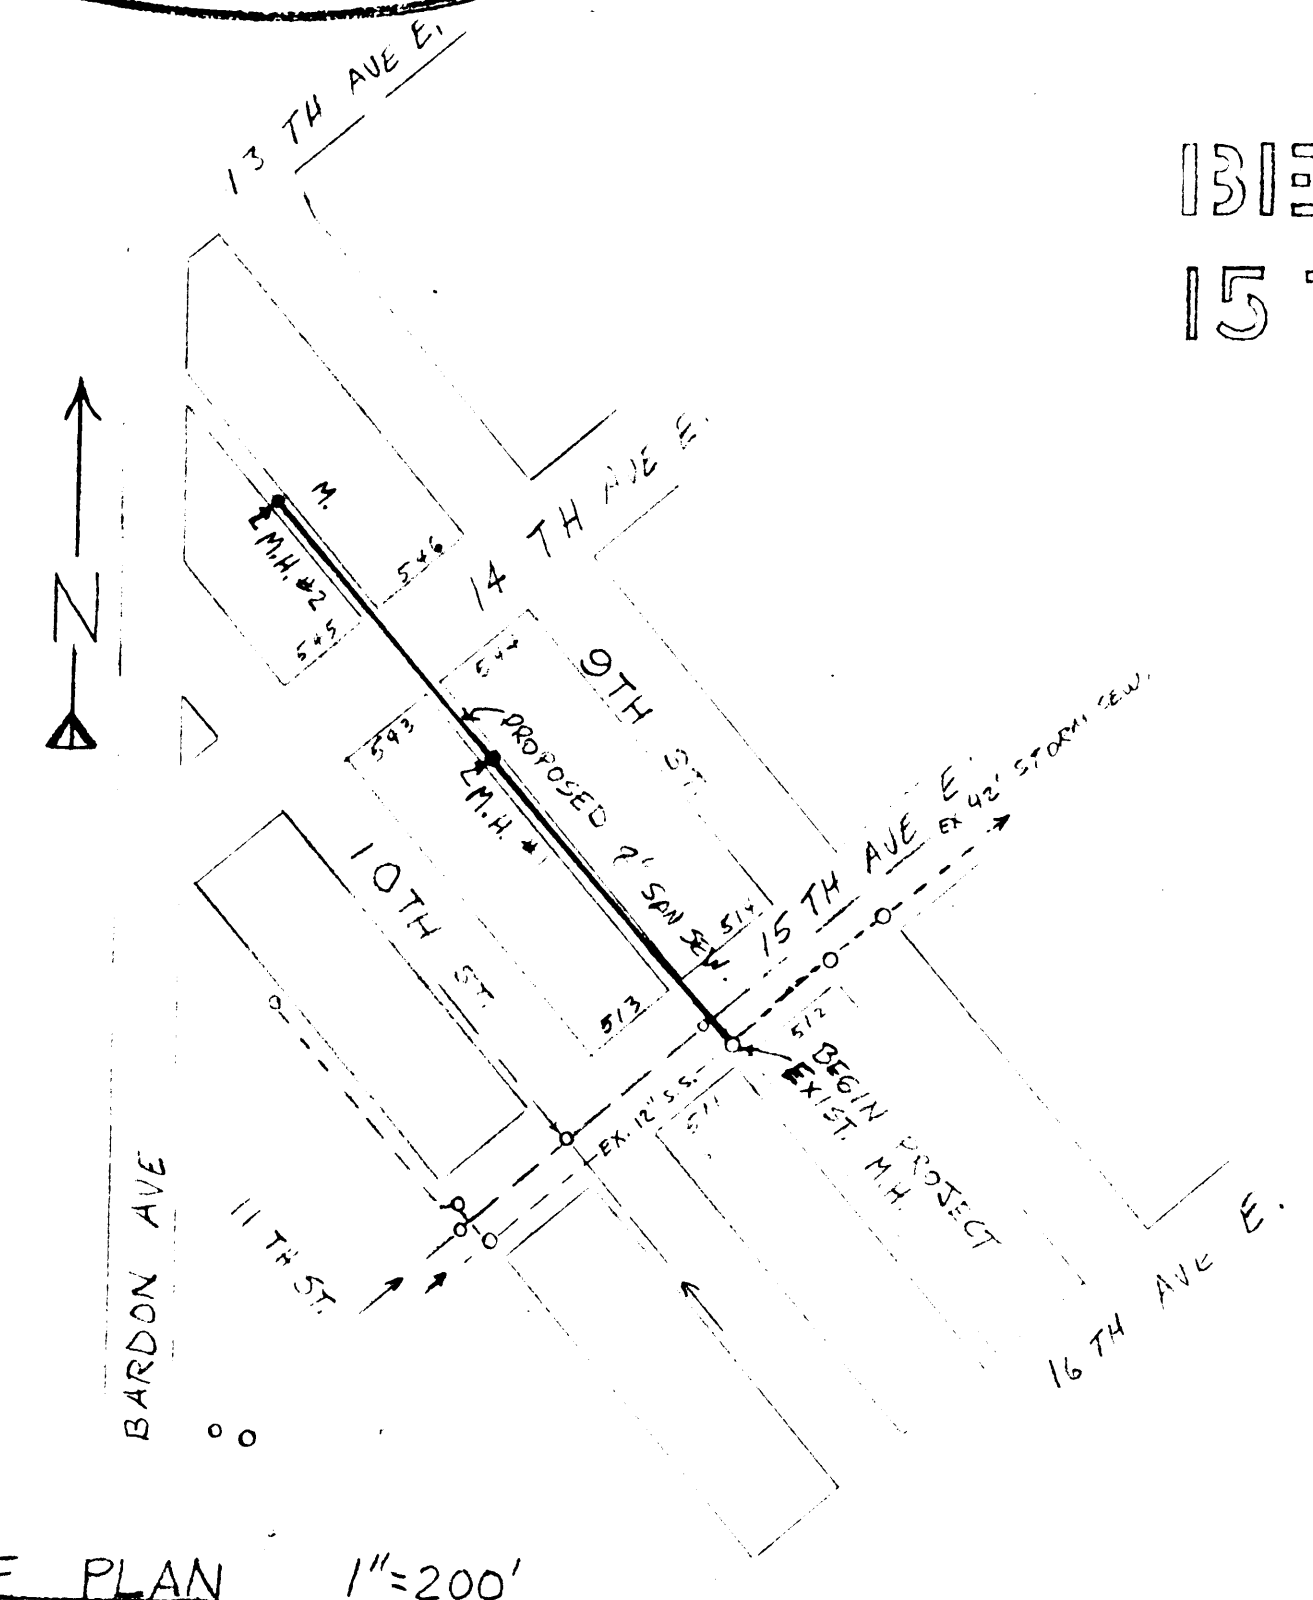 13 TH AVE E.
15
14 TH AVE E.
M.
M.H. #2
546
545
544
543
9TH ST.
PROPOSED SAN SEW.
M.H. #1
10TH ST.
514
513
15 TH AVE E.
EX 42" STORM SEW.
512
511
EX. 12" S.S.
BEGIN PROJECT
EXIST. M.H.
N
11 TH ST.
BARDON AVE
16 TH AVE E.
PLAN 1"=200'